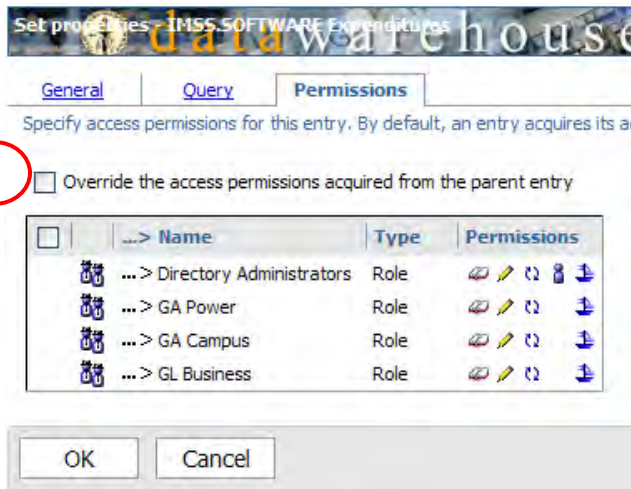 Set properties - IMSS.SOFTWARE Expenditures
data warehouse
General Query Permissions
Specify access permissions for this entry. By default, an entry acquires its a
Override the access permissions acquired from the parent entry
...> Name Type Permissions
...> Directory Administrators Role
...> GA Power Role
...> GA Campus Role
...> GL Business Role
OK Cancel